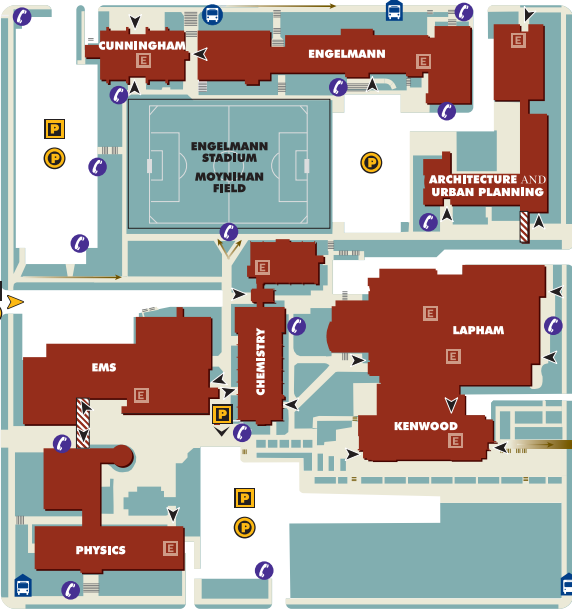 CUNNINGHAM
E
ENGELMANN
E
E
P
P
ENGELMANN
STADIUM
MOYNIHAN
FIELD
P
ARCHITECTURE AND
URBAN PLANNING
E
CHEMISTRY
E
LAPHAM
E
EMS
E
P
KENWOOD
E
P
P
PHYSICS
E